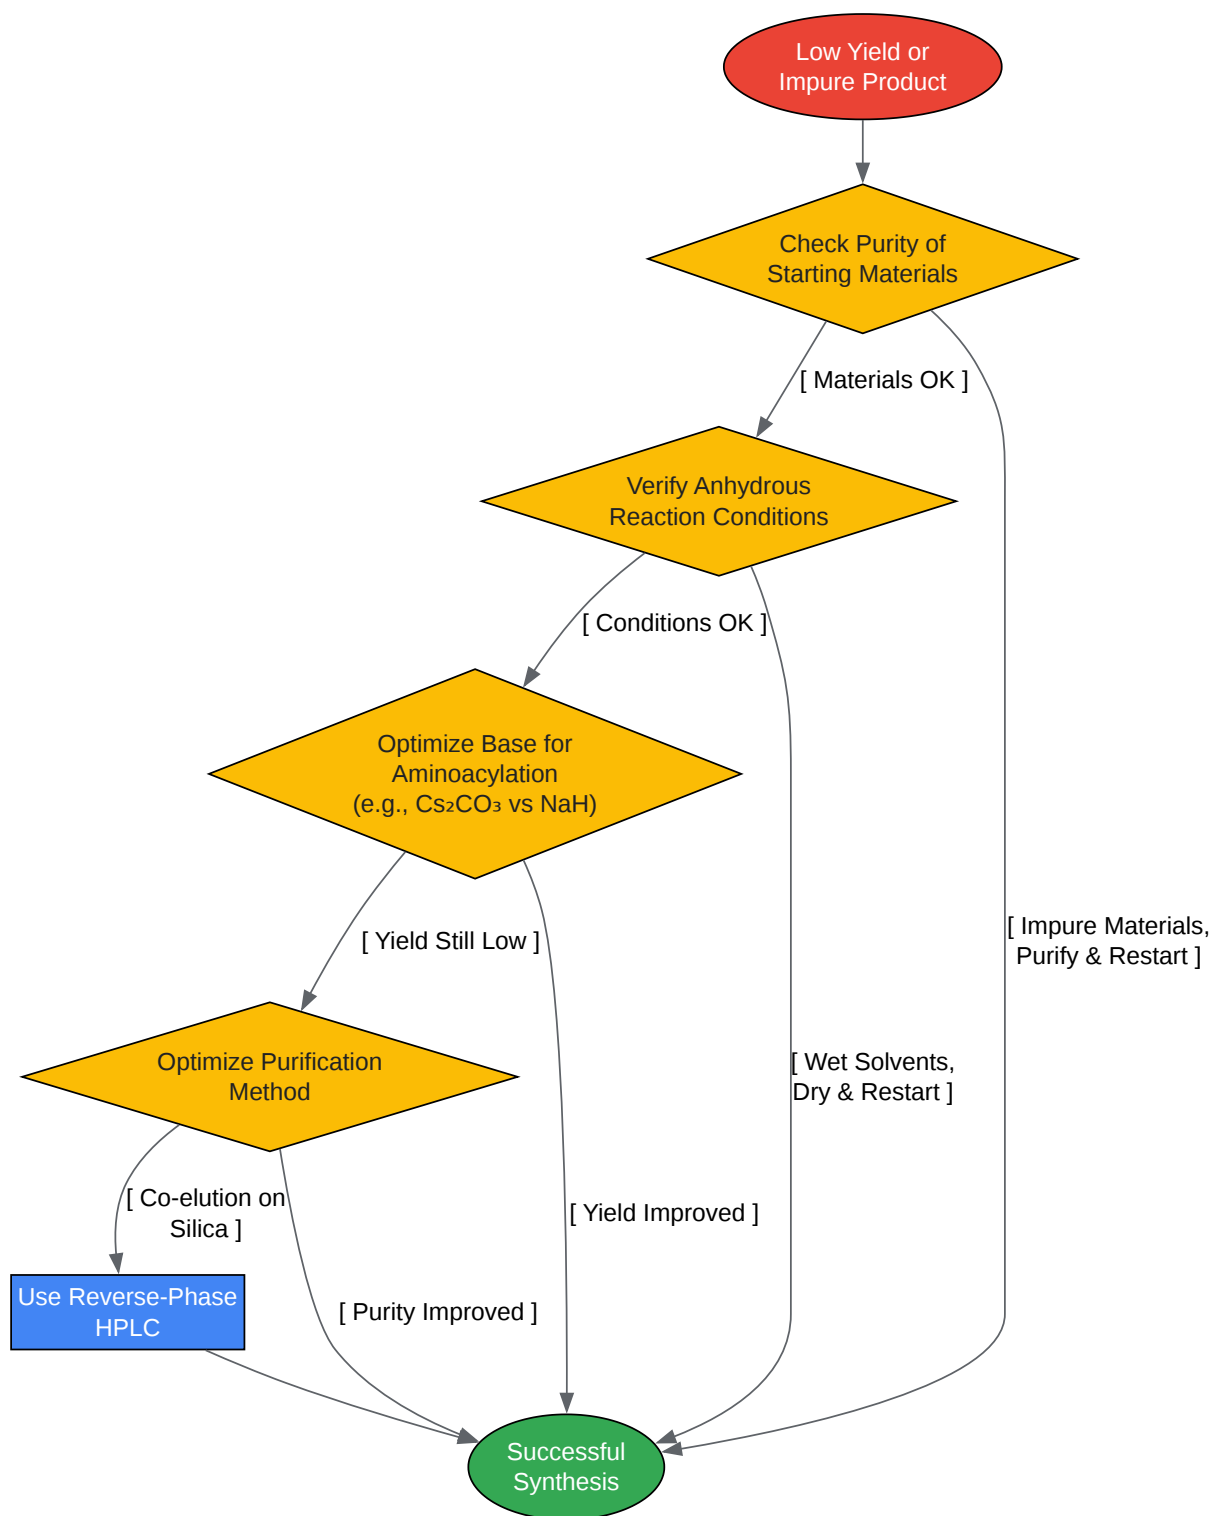 Low Yield or
Impure Product
Check Purity of
Starting Materials
[ Materials OK ]
Verify Anhydrous
Reaction Conditions
[ Conditions OK ]
Optimize Base for
Aminoacylation
(e.g., Cs₂CO₃ vs NaH)
[ Yield Still Low ]
[ Impure Materials,
Purify & Restart ]
Optimize Purification
Method
[ Wet Solvents,
Dry & Restart ]
[ Co-elution on
Silica ]
[ Yield Improved ]
Use Reverse-Phase
HPLC
[ Purity Improved ]
Successful
Synthesis